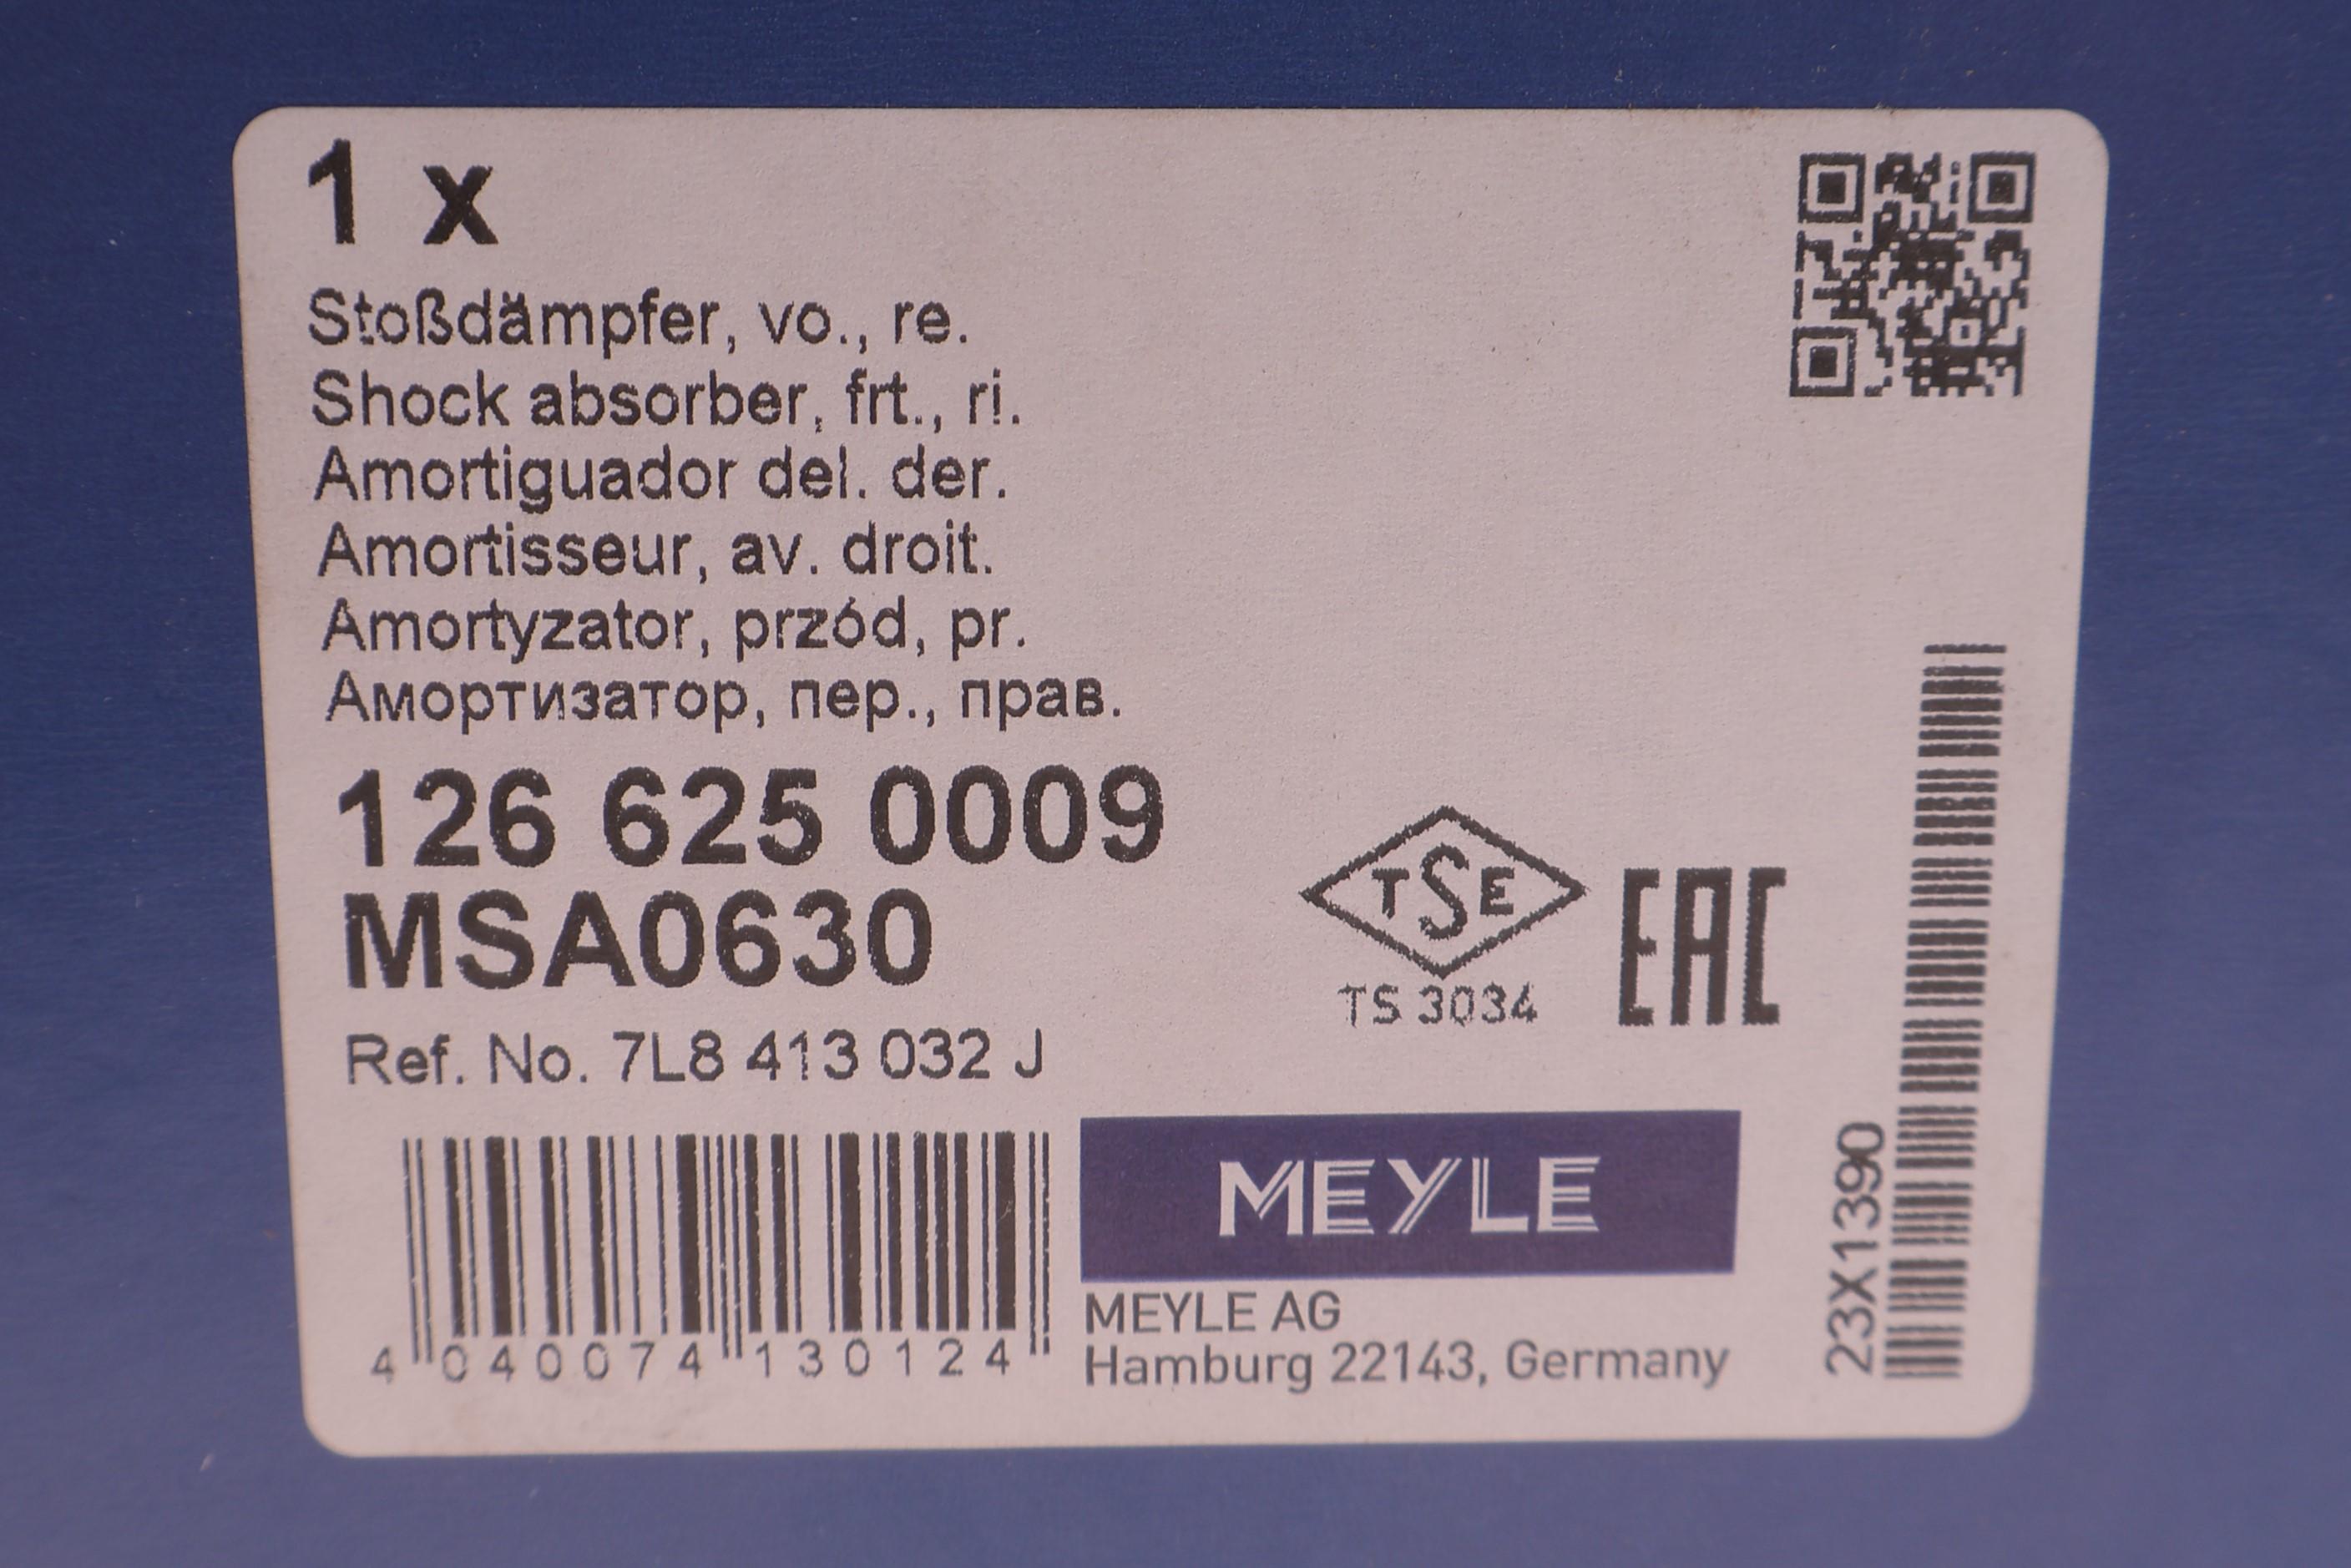 1 x
Stoßdämpfer, vo., re.
Shock absorber, frt., ri.
Amortiguador del. der.
Amortisseur, av. droit.
Amortyzator, przód, pr.
Амортизатор, пер., прав.
126 625 0009
MSA0630
Ref. No. 7L8 413 032 J
TSE
TS 3034
EAC
4 040074 130124
MEYLE
MEYLE AG
Hamburg 22143, Germany
23X1390